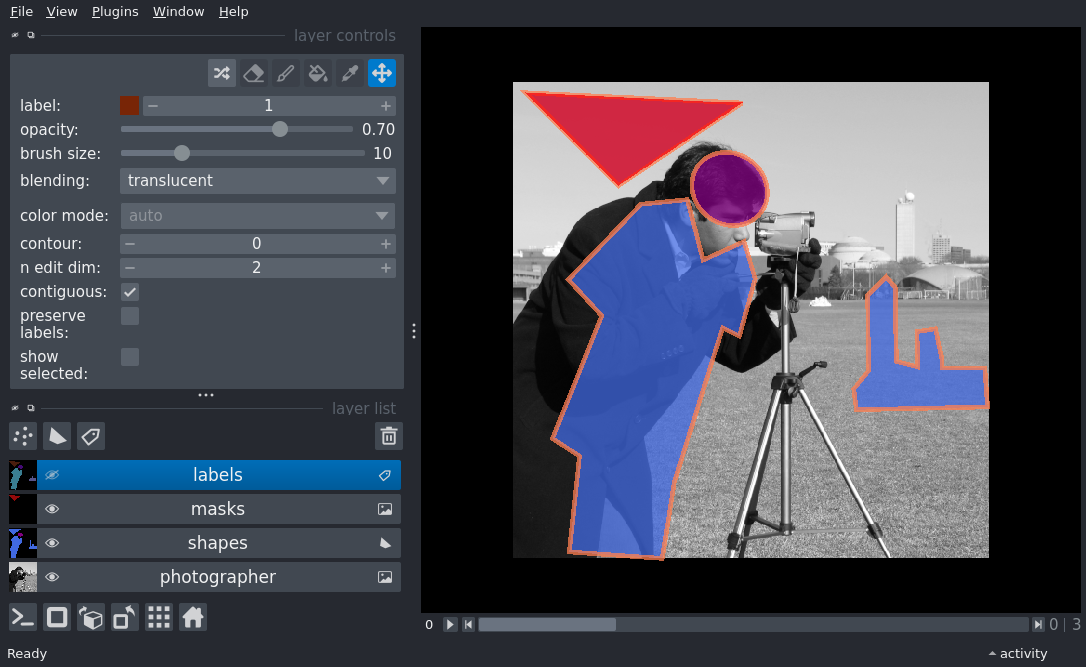 File View Plugins Window Help
layer controls
label: 1
opacity: 0.70
brush size: 10
blending: translucent
color mode: auto
contour: 0
n edit dim: 2
contiguous:
preserve
labels:
show
selected:
layer list
labels
masks
shapes
photographer
0 0 | 3
Ready activity